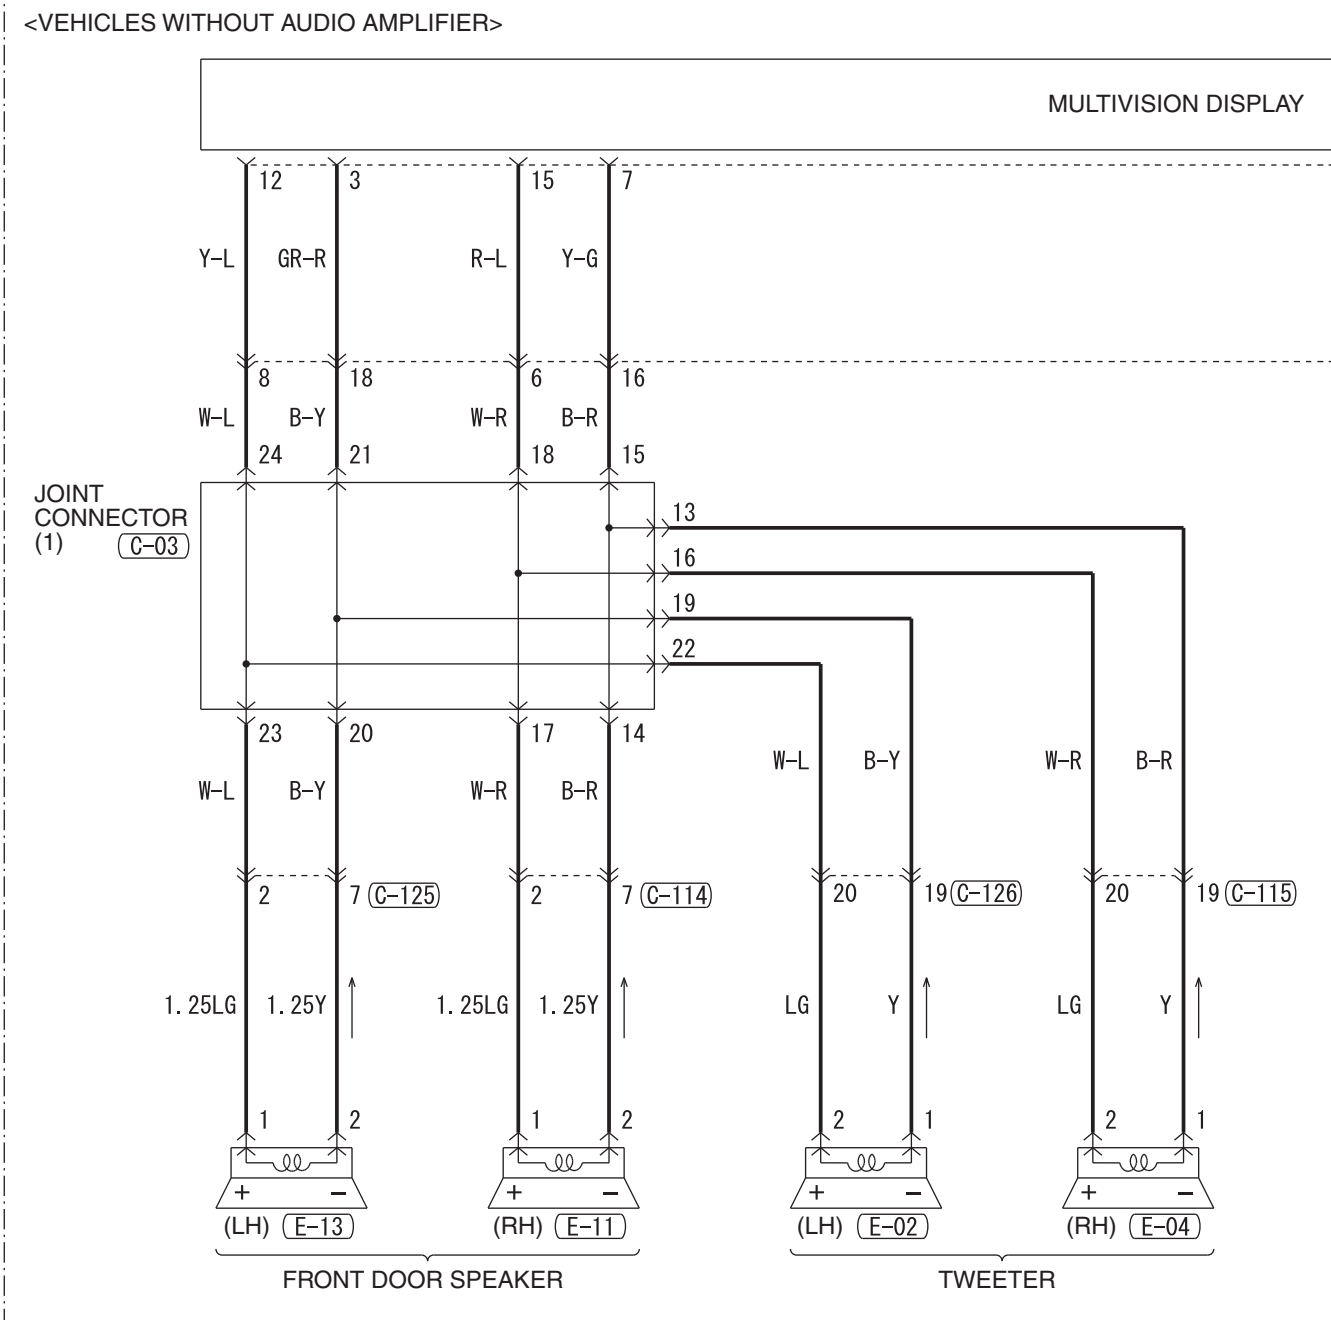 <VEHICLES WITHOUT AUDIO AMPLIFIER>
MULTIVISION DISPLAY
12 3 15 7
Y-L GR-R R-L Y-G
8 18 6 16
W-L B-Y W-R B-R
24 21 18 15
JOINT
CONNECTOR
(1) C-03
13
16
19
22
23 20 17 14
W-L B-Y W-R B-R
W-L B-Y W-R B-R
2 7 C-125 2 7 C-114 20 19 C-126 20 19 C-115
1.25LG 1.25Y 1.25LG 1.25Y LG Y LG Y
1 2 1 2 2 1 2 1
+ − + − + − + −
(LH) E-13 (RH) E-11 (LH) E-02 (RH) E-04
FRONT DOOR SPEAKER TWEETER